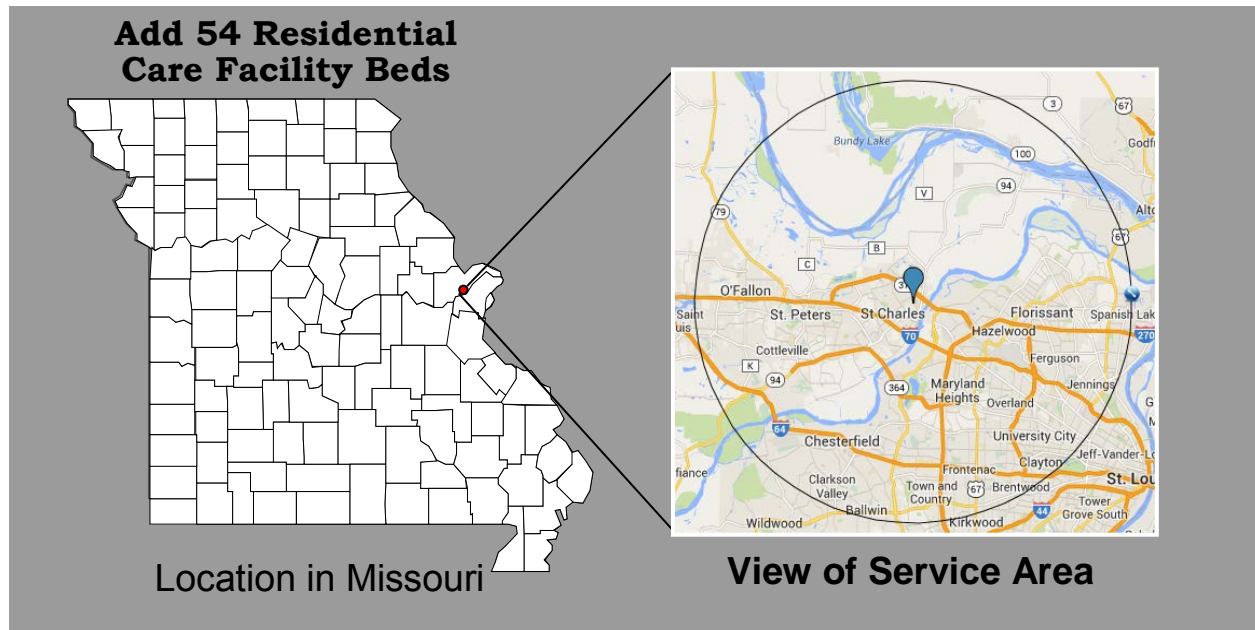 Add 54 Residential
Care Facility Beds
Location in Missouri
View of Service Area
3
67
Bundy Lake
Godf
100
94
V
79
Alto
67
B
C
37
O'Fallon
St. Peters
St Charles
Florissant
Spanish Lak
Saint
uis
70
Hazelwood
270
Cottleville
Ferguson
K
94
364
Maryland
Heights
Jennings
Overland
64
University City
Chesterfield
Jeff-Vander-Lo
Clayton
fiance
Frontenac
St. Lou
Clarkson
Valley
Town and
Country
67
Brentwood
Tower
Grove South
Ballwin
44
Wildwood
Kirkwood